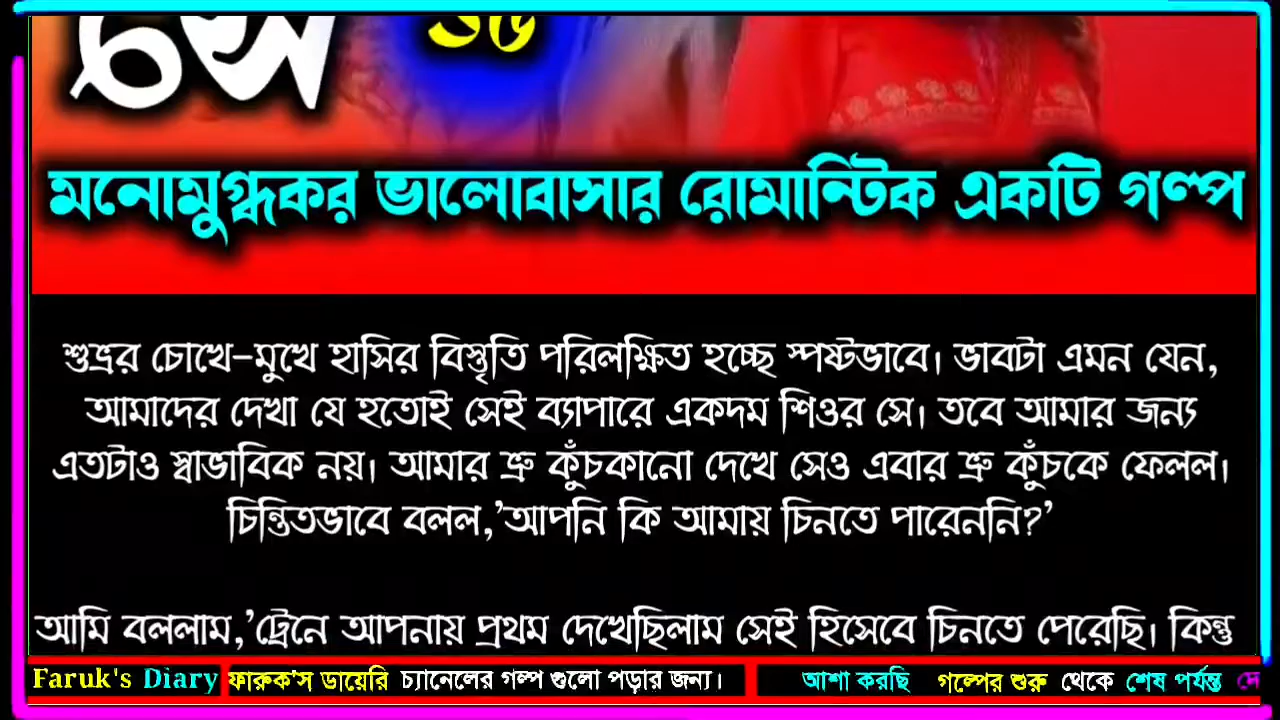 সে
মনোমুগ্ধকর ভালোবাসার রোমান্টিক একটি গল্প
শুভ্রর চোখে-মুখে হাসির বিস্তৃতি পরিলক্ষিত হচ্ছে স্পষ্টভাবে। ভাবটা এমন যেন,
আমাদের দেখা যে হতোই সেই ব্যাপারে একদম শিওর সে। তবে আমার জন্য
এতটাও স্বাভাবিক নয়। আমার ভ্রু কুঁচকানো দেখে সেও এবার ভ্রু কুঁচকে ফেলল।
চিন্তিতভাবে বলল,'আপনি কি আমায় চিনতে পারেননি?'
আমি বললাম,'ট্রেনে আপনায় প্রথম দেখেছিলাম সেই হিসেবে চিনতে পেরেছি। কিন্তু
Faruk's Diary ফারুক'স ডায়েরি চ্যানেলের গল্প গুলো পড়ার জন্য। আশা করছি গল্পের শুরু থেকে শেষ পর্যন্ত